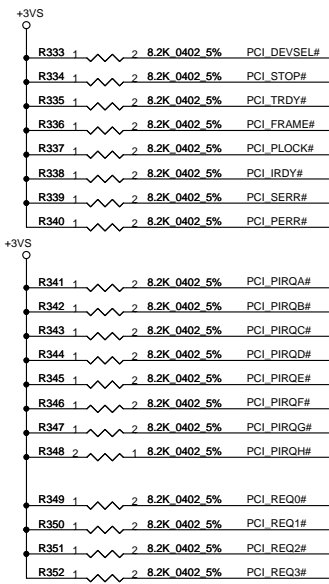 +3VS
R333 1 2 8.2K_0402_5% PCI_DEVSEL#
R334 1 2 8.2K_0402_5% PCI_STOP#
R335 1 2 8.2K_0402_5% PCI_TRDY#
R336 1 2 8.2K_0402_5% PCI_FRAME#
R337 1 2 8.2K_0402_5% PCI_PLOCK#
R338 1 2 8.2K_0402_5% PCI_IRDY#
R339 1 2 8.2K_0402_5% PCI_SERR#
R340 1 2 8.2K_0402_5% PCI_PERR#
+3VS
R341 1 2 8.2K_0402_5% PCI_PIRQA#
R342 1 2 8.2K_0402_5% PCI_PIRQB#
R343 1 2 8.2K_0402_5% PCI_PIRQC#
R344 1 2 8.2K_0402_5% PCI_PIRQD#
R345 1 2 8.2K_0402_5% PCI_PIRQE#
R346 1 2 8.2K_0402_5% PCI_PIRQF#
R347 1 2 8.2K_0402_5% PCI_PIRQG#
R348 2 1 8.2K_0402_5% PCI_PIRQH#
R349 1 2 8.2K_0402_5% PCI_REQ0#
R350 1 2 8.2K_0402_5% PCI_REQ1#
R351 1 2 8.2K_0402_5% PCI_REQ2#
R352 1 2 8.2K_0402_5% PCI_REQ3#